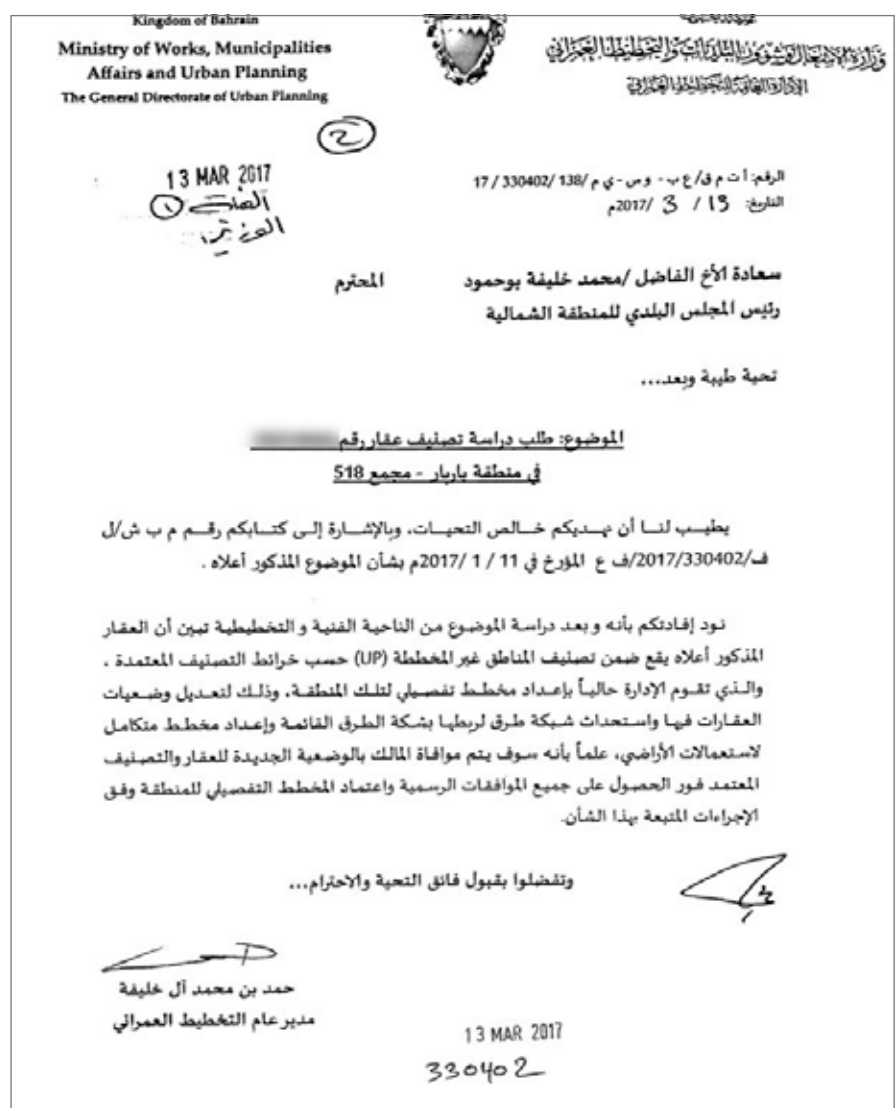 Kingdom of Bahrain
Ministry of Works, Municipalities
Affairs and Urban Planning
The General Directorate of Urban Planning
وزارة الأشغال وشؤون البلديات والتخطيط العمراني
الإدارة العامة للتخطيط العمراني
2
13 MAR 2017
الرقم: أ ت م ق/ ع ب - و س - ي م /138 /330402 / 17
التاريخ: 13 / 3 /2017م
سعادة الأخ الفاضل /محمد خليفة بوحمود المحترم
رئيس المجلس البلدي للمنطقة الشمالية
تحية طيبة وبعد...
الموضوع: طلب دراسة تصنيف عقار رقم
في منطقة باربار - مجمع 518
يطيب لنا أن نهديكم خالص التحيات، وبالإشارة إلى كتابكم رقم م ب ش/ل
ف/2017/330402/ف ع المؤرخ في 11 / 1 /2017م بشأن الموضوع المذكور أعلاه .
نود إفادتكم بأنه و بعد دراسة الموضوع من الناحية الفنية و التخطيطية تبين أن العقار
المذكور أعلاه يقع ضمن تصنيف المناطق غير المخططة (UP) حسب خرائط التصنيف المعتمدة ،
والذي تقوم الإدارة حالياً بإعداد مخطط تفصيلي لتلك المنطقة، وذلك لتعديل وضعيات
العقارات فيها واستحداث شبكة طرق لربطها بشكة الطرق القائمة وإعداد مخطط متكامل
لاستعمالات الأراضي، علماً بأنه سوف يتم موافاة المالك بالوضعية الجديدة للعقار والتصنيف
المعتمد فور الحصول على جميع الموافقات الرسمية واعتماد المخطط التفصيلي للمنطقة وفق
الإجراءات المتبعة بهذا الشأن.
وتفضلوا بقبول فائق التحية والاحترام...
حمد بن محمد آل خليفة
مدير عام التخطيط العمراني
13 MAR 2017
330402